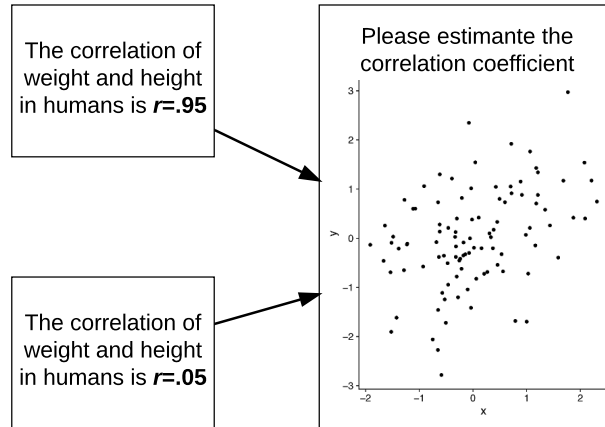 The correlation of
weight and height
in humans is r=.95
The correlation of
weight and height
in humans is r=.05
Please estimante the
correlation coefficient
3
2
1
0
−1
−2
−3
y
−2
−1
0
1
2
x